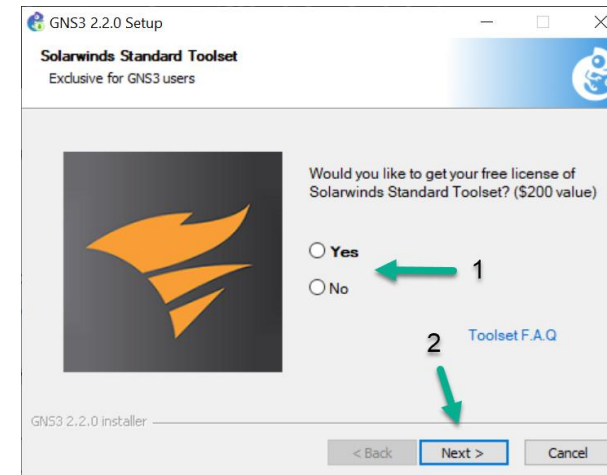 GNS3 2.2.0 Setup
Solarwinds Standard Toolset
Exclusive for GNS3 users
Would you like to get your free license of
Solarwinds Standard Toolset? ($200 value)
Yes
1
No
2
Toolset F.A.Q
GNS3 2.2.0 installer
< Back Next > Cancel